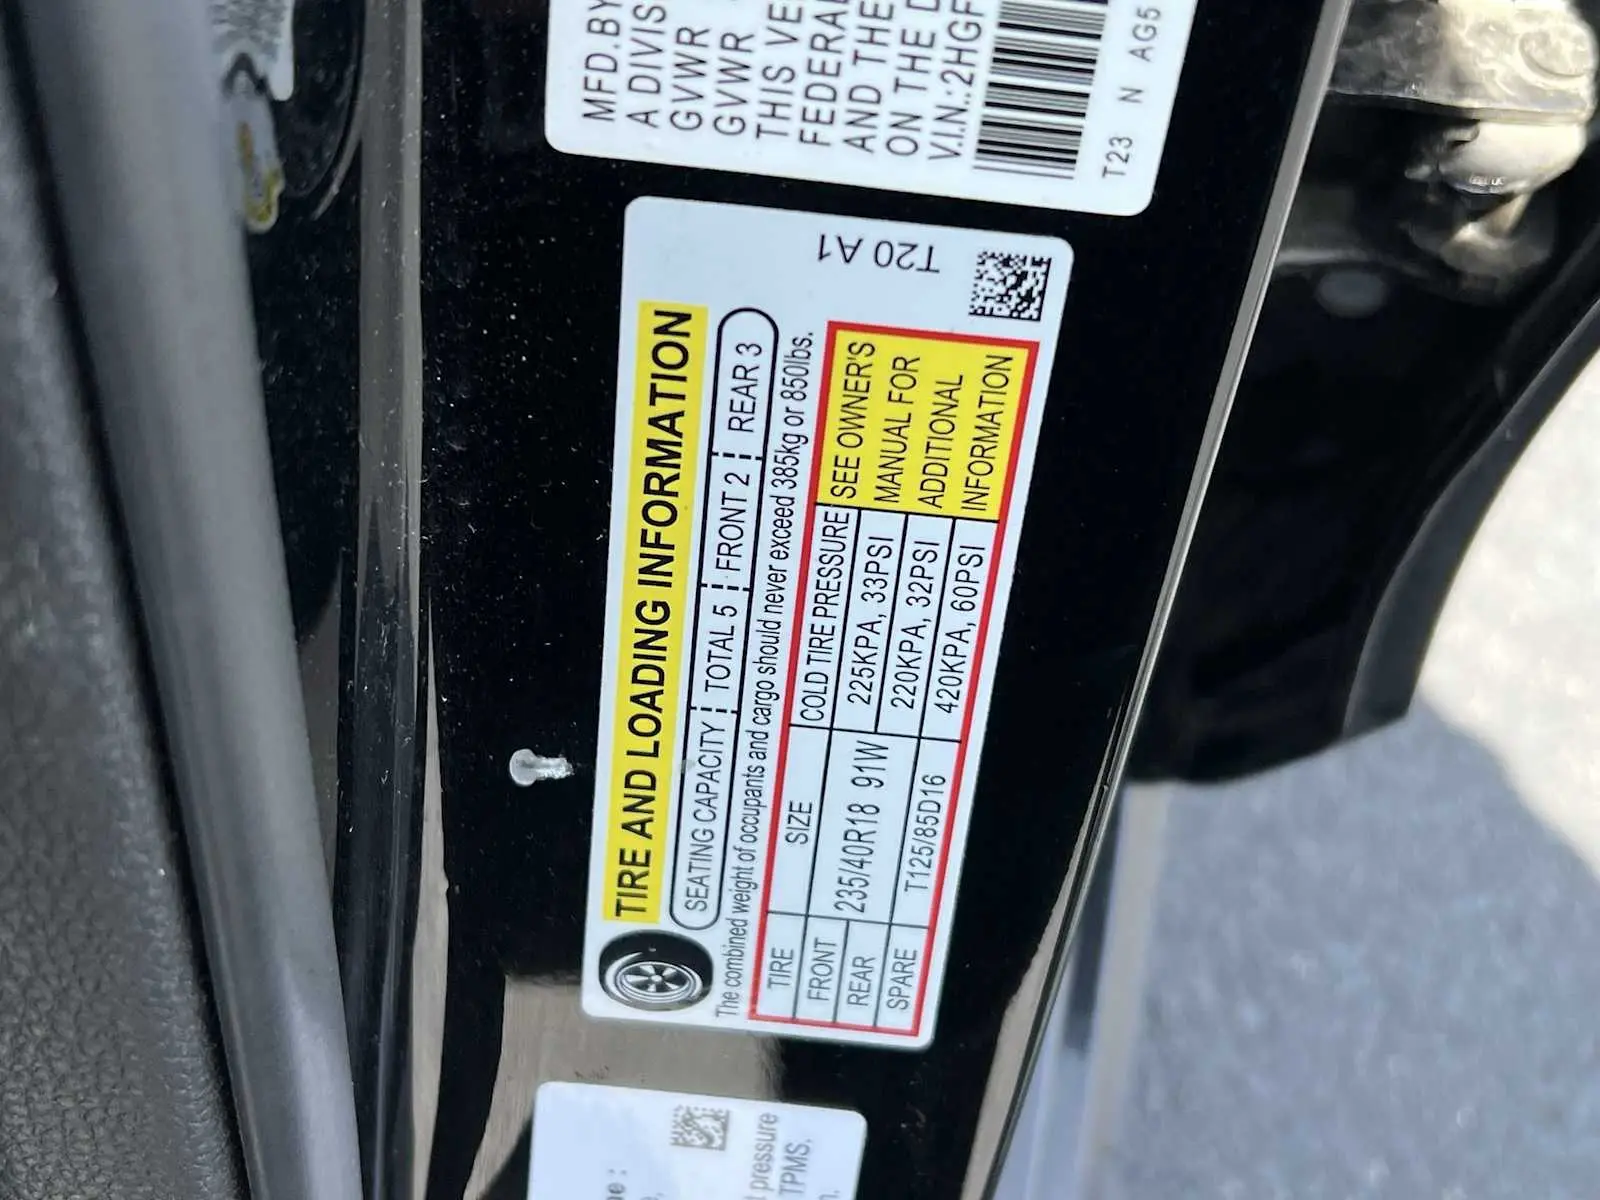 MFD.BY
A DIVIS
GVWR
GVWR
THIS VE
FEDERA
AND THE
ON THE D
V.I.N.:2HGF
T23 N AG5
T20 A1
TIRE AND LOADING INFORMATION
SEATING CAPACITY TOTAL 5 FRONT 2 REAR 3
The combined weight of occupants and cargo should never exceed 385kg or 850lbs.
TIRE SIZE COLD TIRE PRESSURE SEE OWNER'S MANUAL FOR ADDITIONAL INFORMATION
FRONT 235/40R18 91W 225KPA, 33PSI
REAR 220KPA, 32PSI
SPARE T125/85D16 420KPA, 60PSI
t pressure
TPMS.